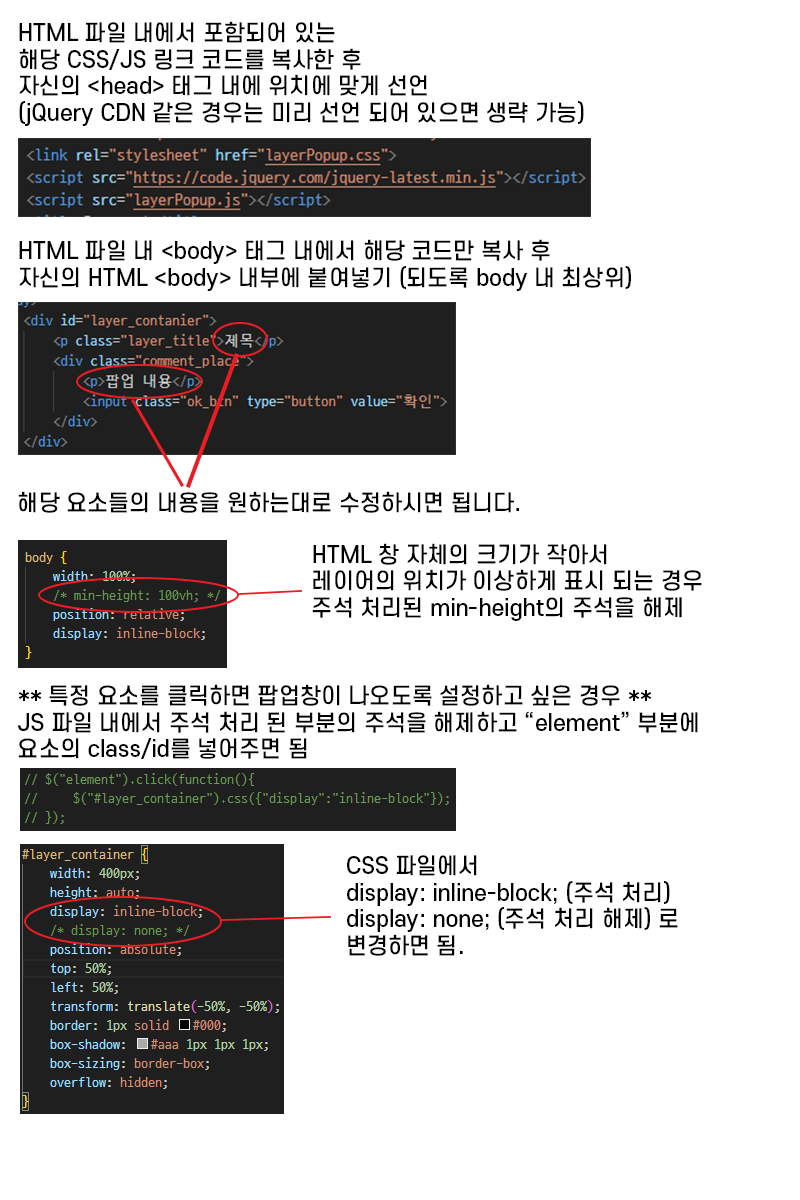 HTML 파일 내에서 포함되어 있는
해당 CSS/JS 링크 코드를 복사한 후
자신의 <head> 태그 내에 위치에 맞게 선언
(jQuery CDN 같은 경우는 미리 선언 되어 있으면 생략 가능)
<link rel="stylesheet" href="layerPopup.css">
<script src="https://code.jquery.com/jquery-latest.min.js"></script>
<script src="layerPopup.js"></script>
HTML 파일 내 <body> 태그 내에서 해당 코드만 복사 후
자신의 HTML <body> 내부에 붙여넣기 (되도록 body 내 최상위)
<div id="layer_contanier">
<p class="layer_title">제목</p>
<div class="comment_place">
<p>팝업 내용</p>
<input class="ok_btn" type="button" value="확인">
</div>
</div>
해당 요소들의 내용을 원하는대로 수정하시면 됩니다.
body {
width: 100%;
/* min-height: 100vh; */
position: relative;
display: inline-block;
}
HTML 창 자체의 크기가 작아서
레이어의 위치가 이상하게 표시 되는 경우
주석 처리된 min-height의 주석을 해제
** 특정 요소를 클릭하면 팝업창이 나오도록 설정하고 싶은 경우 **
JS 파일 내에서 주석 처리 된 부분의 주석을 해제하고 “element” 부분에
요소의 class/id를 넣어주면 됨
// $("element").click(function(){
// $("#layer_container").css({"display":"inline-block"});
// });
#layer_container {
width: 400px;
height: auto;
display: inline-block;
/* display: none; */
position: absolute;
top: 50%;
left: 50%;
transform: translate(-50%, -50%);
border: 1px solid #000;
box-shadow: #aaa 1px 1px 1px;
box-sizing: border-box;
overflow: hidden;
}
CSS 파일에서
display: inline-block; (주석 처리)
display: none; (주석 처리 해제) 로
변경하면 됨.